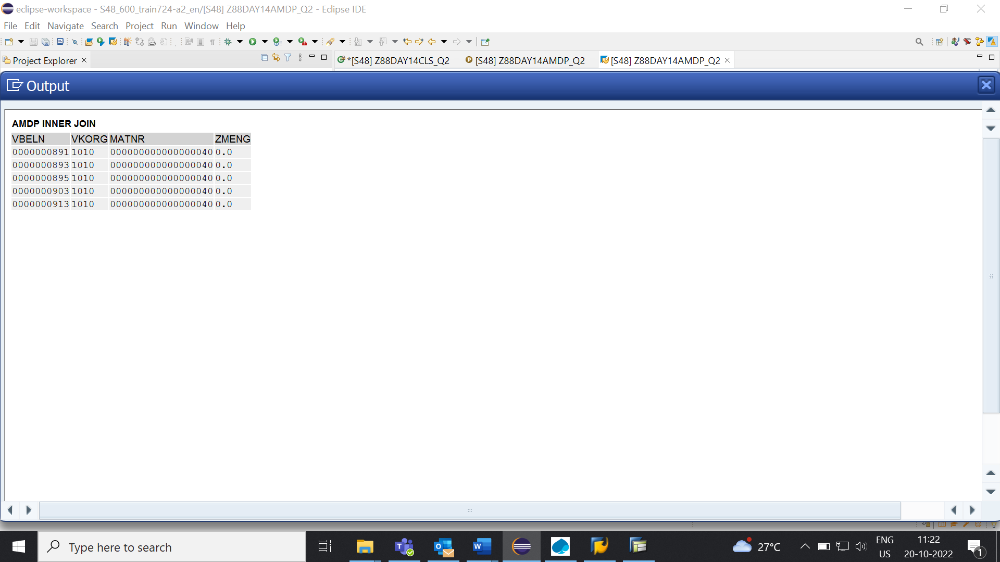 eclipse-workspace - S48_600_train724-a2_en/[S48] Z88DAY14AMDP_Q2 - Eclipse IDE
File Edit Navigate Search Project Run Window Help
Project Explorer
*[S48] Z88DAY14CLS_Q2
[S48] Z88DAY14AMDP_Q2
[S48] Z88DAY14AMDP_Q2
Output
AMDP INNER JOIN
VBELN VKORG MATNR ZMENG
0000000891 1010 000000000000000040 0.0
0000000893 1010 000000000000000040 0.0
0000000895 1010 000000000000000040 0.0
0000000903 1010 000000000000000040 0.0
0000000913 1010 000000000000000040 0.0
Type here to search
27°C
ENG
US
11:22
20-10-2022
1